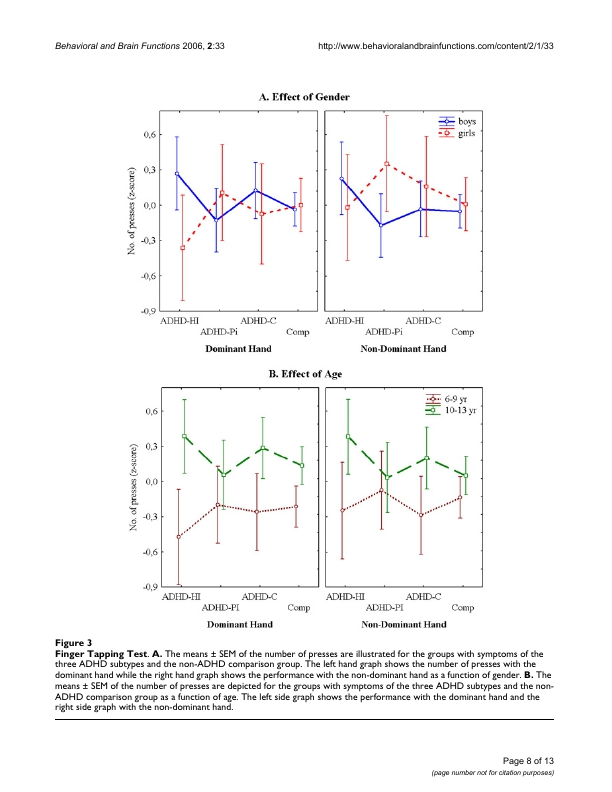 Behavioral and Brain Functions 2006, 2:33 http://www.behavioralandbrainfunctions.com/content/2/1/33
A. Effect of Gender
boys
girls
No. of presses (z-score)
0,6
0,3
0,0
-0,3
-0,6
-0,9
ADHD-HI ADHD-C ADHD-HI ADHD-C
ADHD-Pi Comp ADHD-Pi Comp
Dominant Hand Non-Dominant Hand
B. Effect of Age
6-9 yr
10-13 yr
No. of presses (z-score)
0,6
0,3
0,0
-0,3
-0,6
-0,9
ADHD-HI ADHD-C ADHD-HI ADHD-C
ADHD-PI Comp ADHD-PI Comp
Dominant Hand Non-Dominant Hand
Figure 3
Finger Tapping Test. A. The means ± SEM of the number of presses are illustrated for the groups with symptoms of the
three ADHD subtypes and the non-ADHD comparison group. The left hand graph shows the number of presses with the
dominant hand while the right hand graph shows the performance with the non-dominant hand as a function of gender. B. The
means ± SEM of the number of presses are depicted for the groups with symptoms of the three ADHD subtypes and the non-
ADHD comparison group as a function of age. The left side graph shows the performance with the dominant hand and the
right side graph with the non-dominant hand.
Page 8 of 13
(page number not for citation purposes)